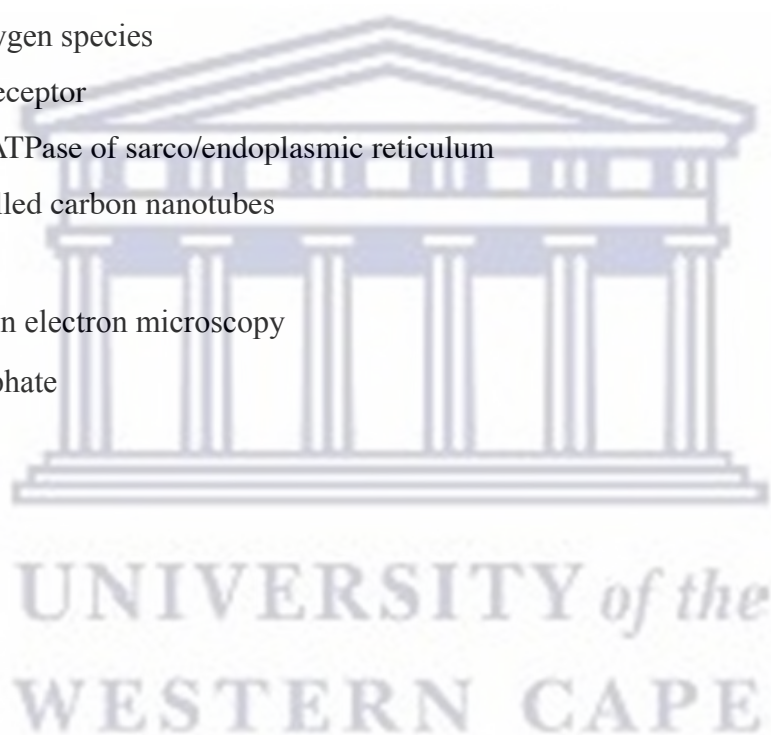 ygen species
eceptor
ATPase of sarco/endoplasmic reticulum
lled carbon nanotubes
n electron microscopy
phate
UNIVERSITY of the
WESTERN CAPE